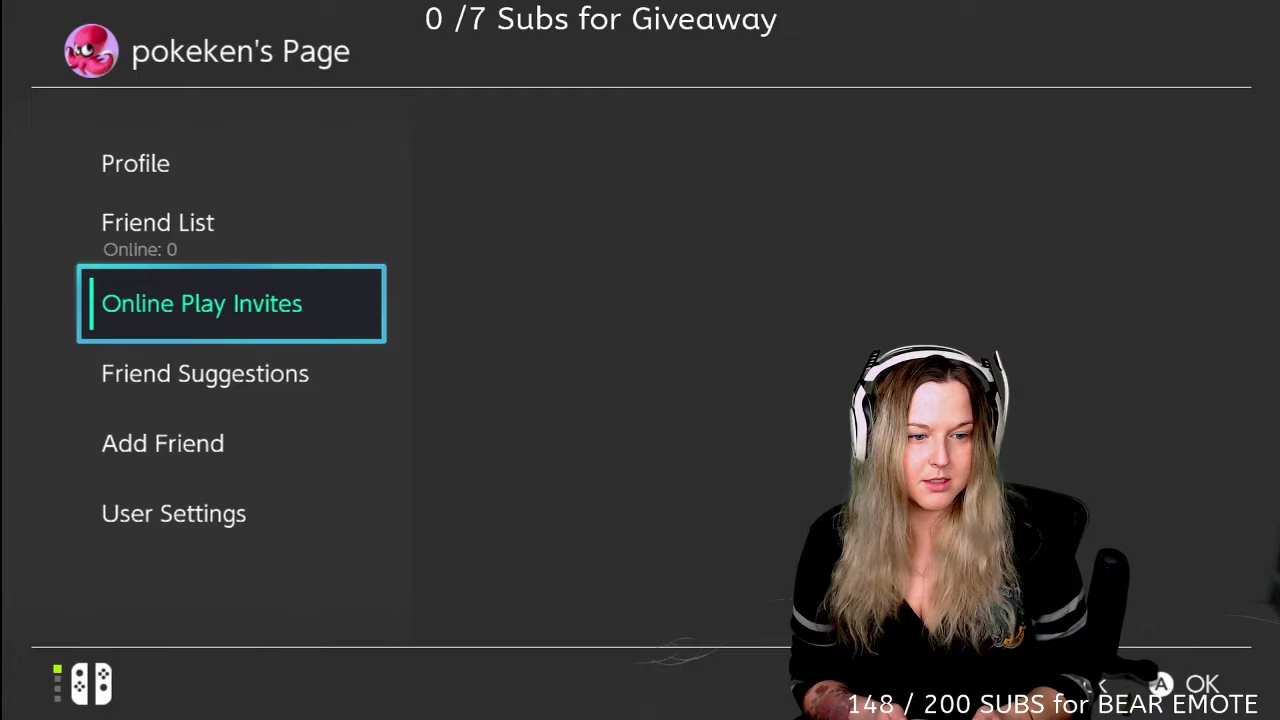 0 /7 Subs for Giveaway
pokeken's Page
Profile
Friend List
Online: 0
Online Play Invites
Friend Suggestions
Add Friend
User Settings
A OK
148 / 200 SUBS for BEAR EMOTE